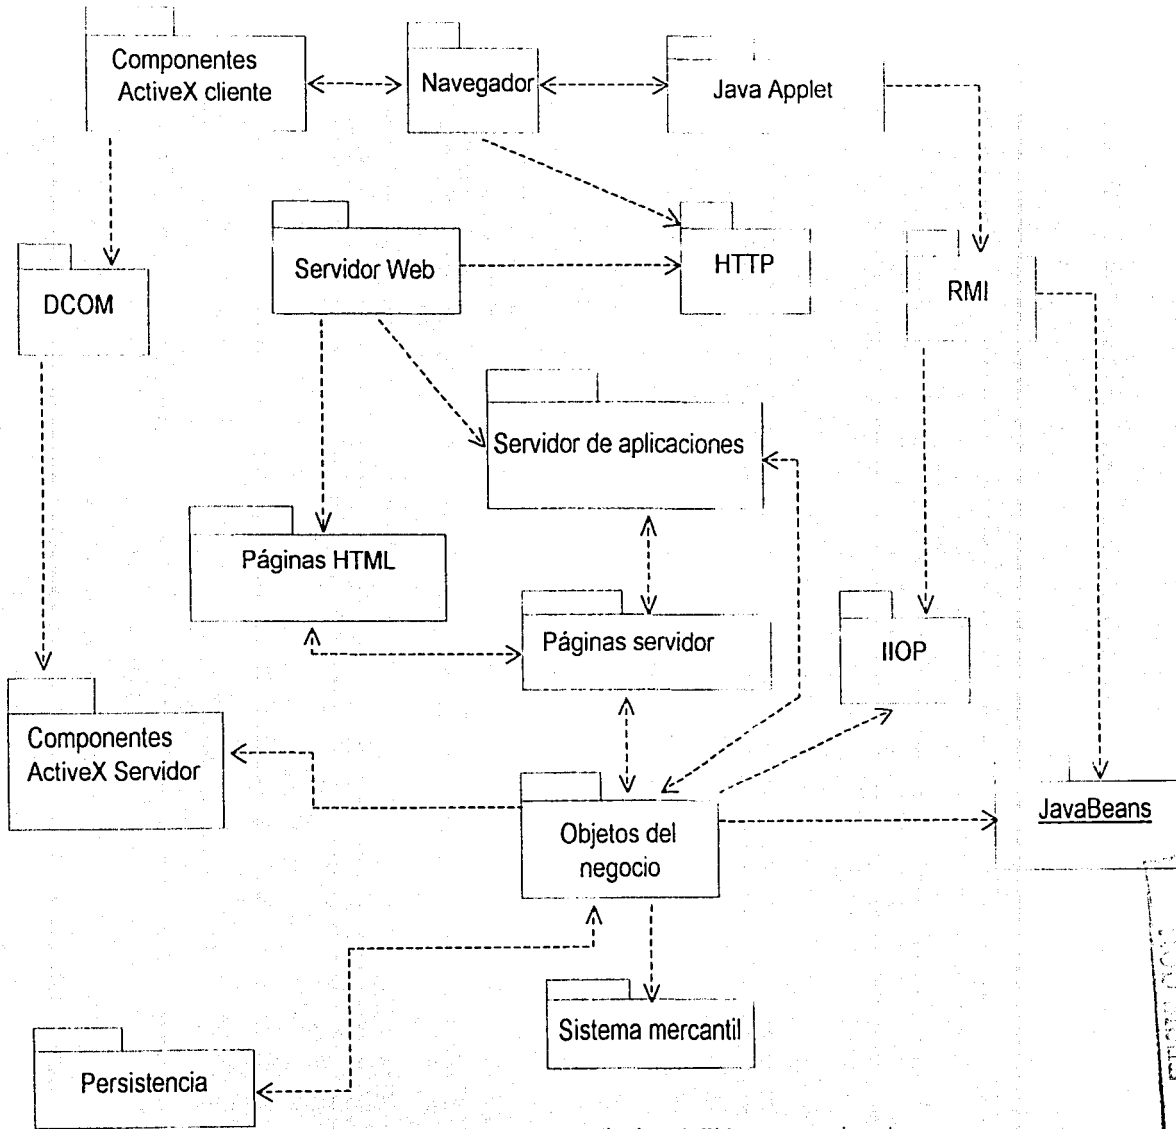 Componentes
ActiveX cliente
Navegador
Java Applet
Servidor Web
HTTP
DCOM
RMI
Servidor de aplicaciones
Páginas HTML
Páginas servidor
IIOP
Componentes
ActiveX Servidor
Objetos del
negocio
JavaBeans
Sistema mercantil
Persistencia